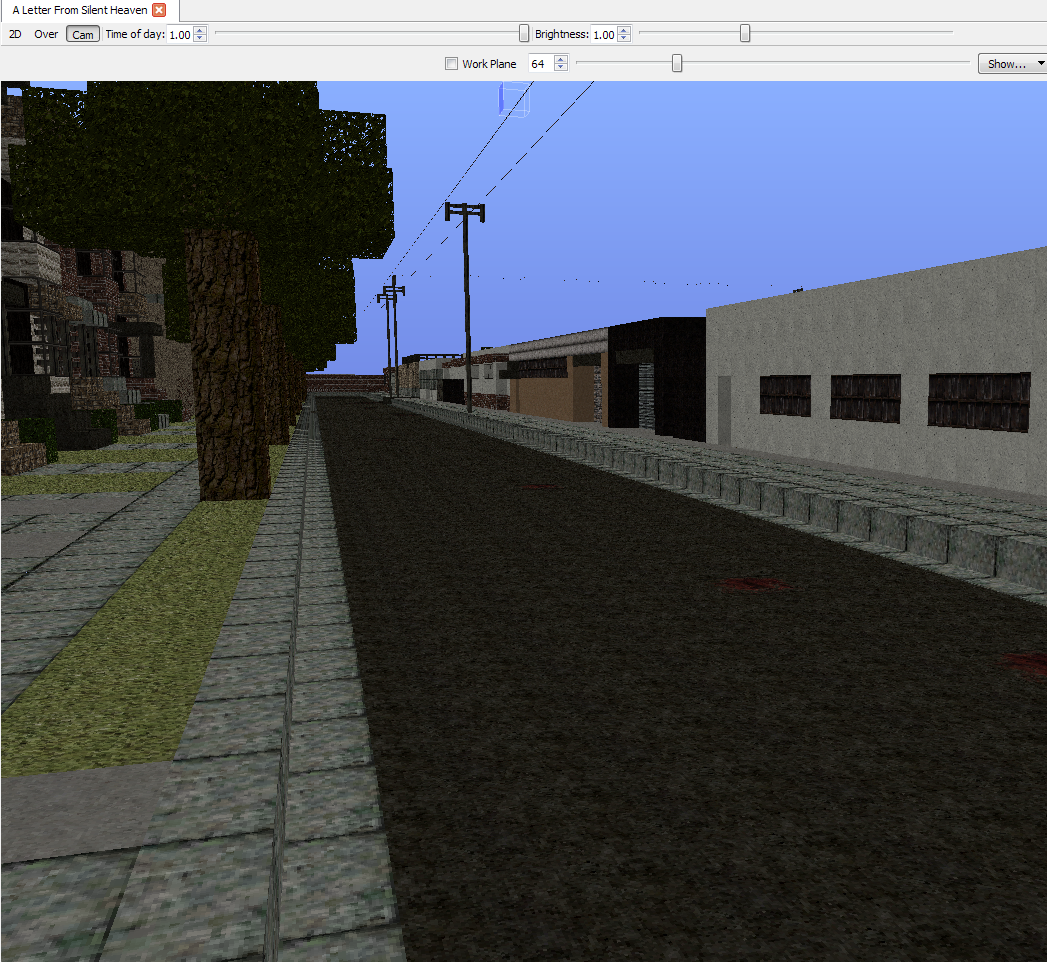 A Letter From Silent Heaven
2D Over Cam Time of day: 1.00 Brightness: 1.00
Work Plane 64 Show...